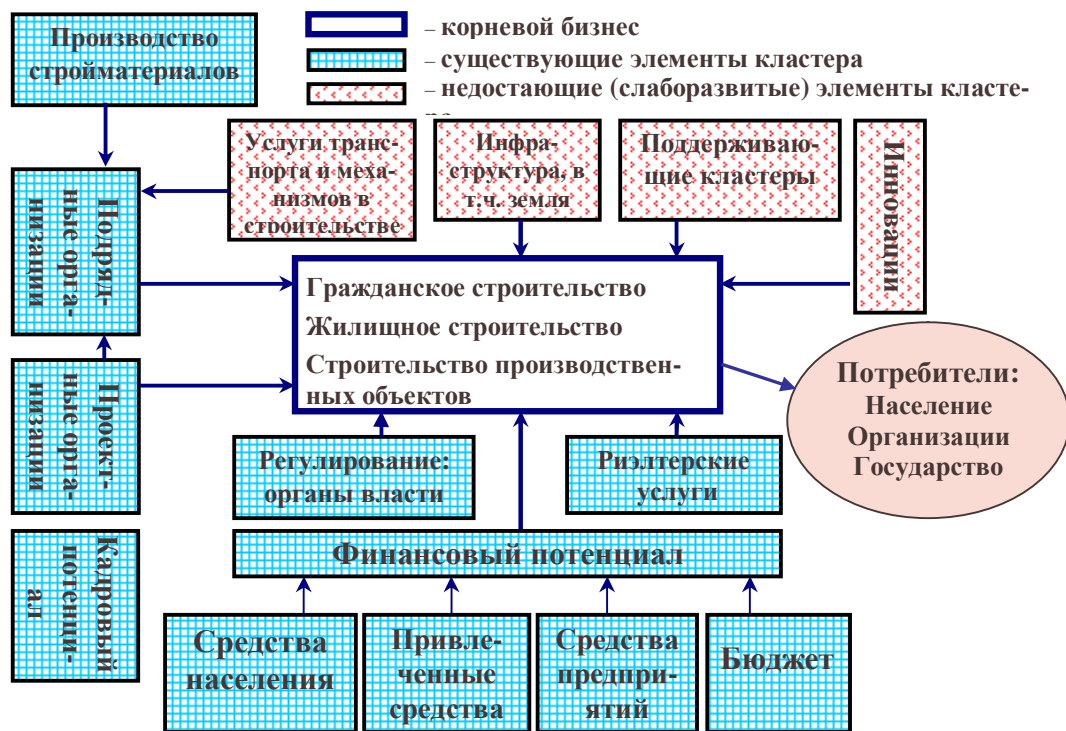 Производство
стройматериалов
– корневой бизнес
– существующие элементы кластера
– недостающие (слаборазвитые) элементы класте-
Услуги транс-
норта и меха-
низмов в
строительстве
Инфра-
структура, в
т.ч. земля
Поддерживаю-
щие кластеры
Инновации
Подряд-
ные орга-
низации
Гражданское строительство
Жилищное строительство
Строительство производствен-
ных объектов
Проект-
ные орга-
низации
Потребители:
Население
Организации
Государство
Регулирование:
органы власти
Риэлтерские
услуги
Кадровый
потенци-
ал
Финансовый потенциал
Средства
населения
Привле-
ченные
средства
Средства
предпри-
ятий
Бюджет